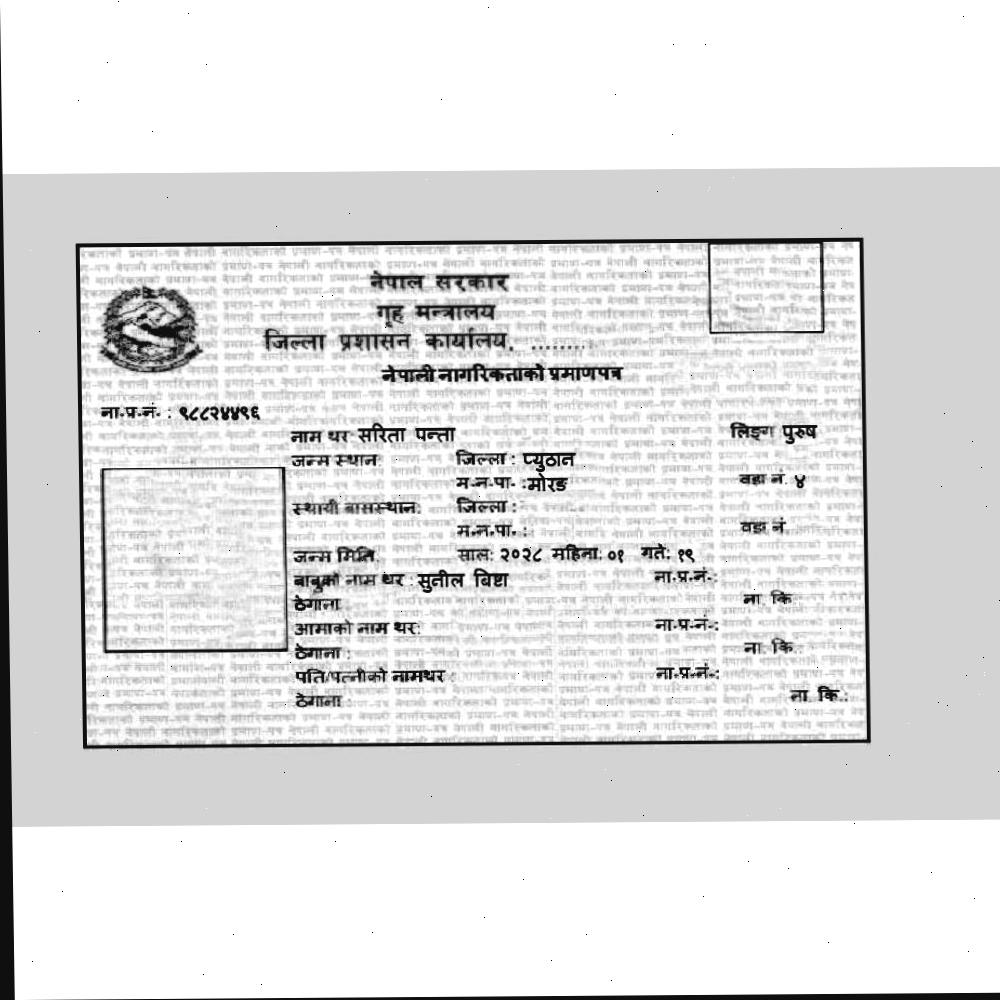 नेपाल सरकार
गृह मन्त्रालय
जिल्ला प्रशासन कार्यालय, .........
नेपाली नागरिकताको प्रमाणपत्र
ना.प्र.नं. : ९८८२४४९६
नाम थर सरिता पन्ता लिङ्ग पुरुष
जन्म स्थान: जिल्ला : प्युठान
म.न.पा. : मोरङ वडा नं. ४
स्थायी बासस्थान: जिल्ला :
म.न.पा. : वडा नं.
जन्म मिति: साल: २०२८ महिना: ०१ गते: १९
बाबुको नाम थर : सुनील बिष्टा ना.प्र.नं.:
ठेगाना ना. कि.
आमाको नाम थर: ना.प्र.नं.:
ठेगाना : ना. कि.:
पति/पत्नीको नामथर : ना.प्र.नं.:
ठेगाना : ना. कि.: